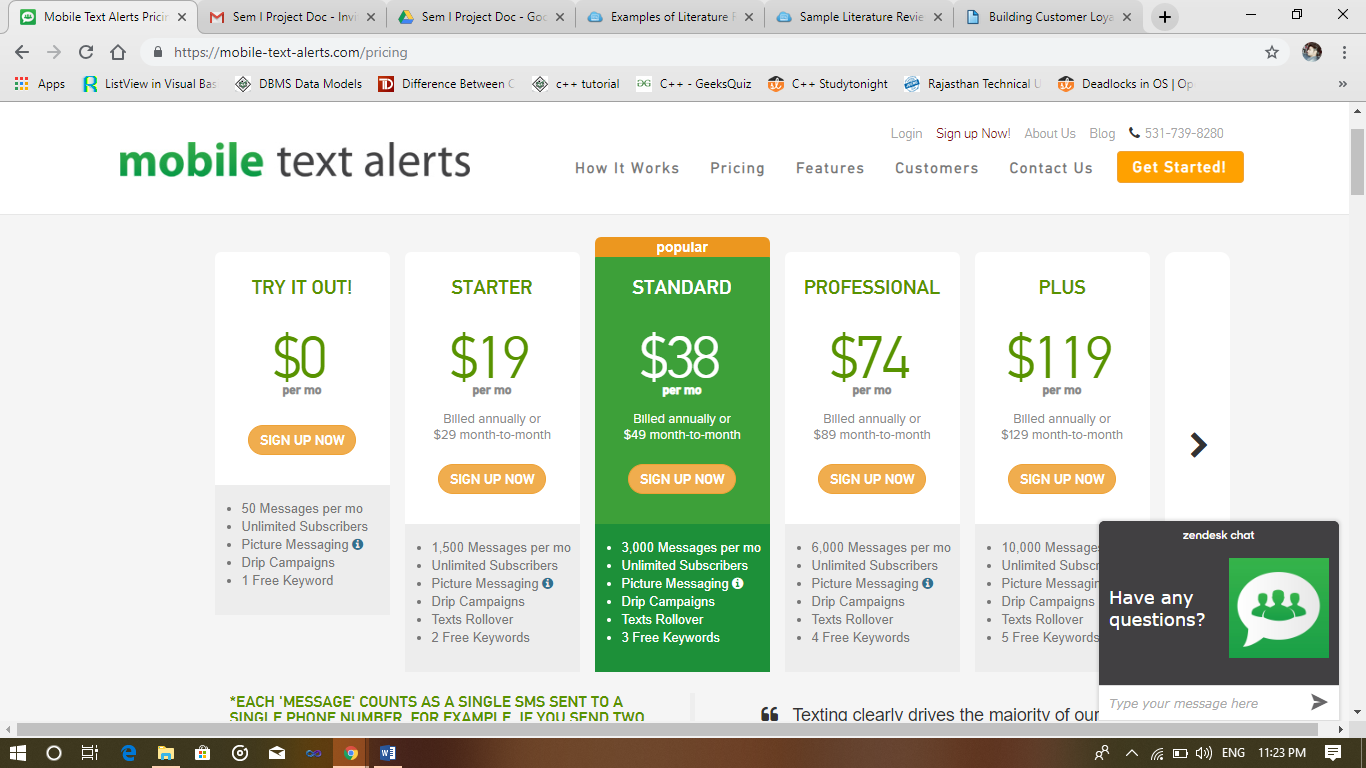 Mobile Text Alerts Pricin
Sem I Project Doc - Invi
Sem I Project Doc - Goo
Examples of Literature R
Sample Literature Revie
Building Customer Loya
https://mobile-text-alerts.com/pricing
Apps
ListView in Visual Bas
DBMS Data Models
Difference Between C
c++ tutorial
C++ - GeeksQuiz
C++ Studytonight
Rajasthan Technical U
Deadlocks in OS | Op
Login Sign up Now! About Us Blog 531-739-8280
mobile text alerts
How It Works Pricing Features Customers Contact Us Get Started!
popular
TRY IT OUT!
$0
per mo
SIGN UP NOW
50 Messages per mo
Unlimited Subscribers
Picture Messaging
Drip Campaigns
1 Free Keyword
STARTER
$19
per mo
Billed annually or
$29 month-to-month
SIGN UP NOW
1,500 Messages per mo
Unlimited Subscribers
Picture Messaging
Drip Campaigns
Texts Rollover
2 Free Keywords
STANDARD
$38
per mo
Billed annually or
$49 month-to-month
SIGN UP NOW
3,000 Messages per mo
Unlimited Subscribers
Picture Messaging
Drip Campaigns
Texts Rollover
3 Free Keywords
PROFESSIONAL
$74
per mo
Billed annually or
$89 month-to-month
SIGN UP NOW
6,000 Messages per mo
Unlimited Subscribers
Picture Messaging
Drip Campaigns
Texts Rollover
4 Free Keywords
PLUS
$119
per mo
Billed annually or
$129 month-to-month
SIGN UP NOW
10,000 Messages
Unlimited Subscribers
Picture Messagin
Drip Campaigns
Texts Rollover
5 Free Keywords
zendesk chat
Have any
questions?
Type your message here
*EACH 'MESSAGE' COUNTS AS A SINGLE SMS SENT TO A
SINGLE PHONE NUMBER. FOR EXAMPLE, IF YOU SEND TWO
“ Texting clearly drives the majority of our
ENG 11:23 PM